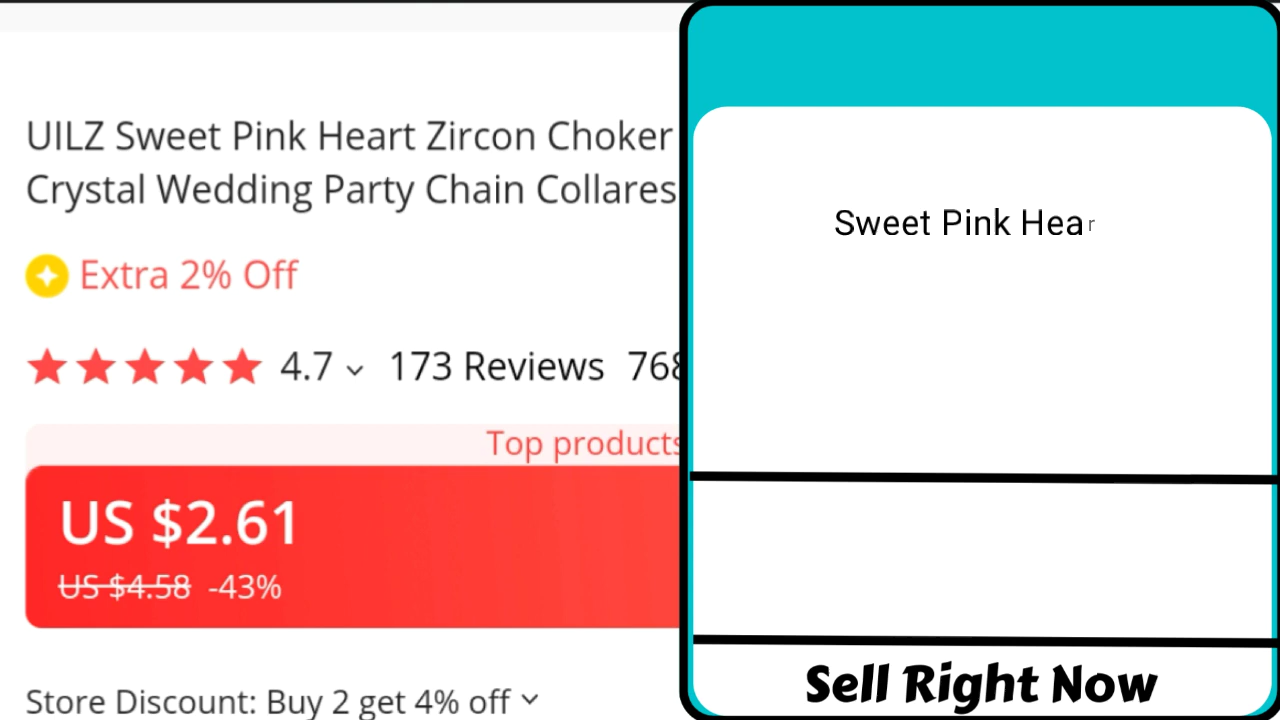 UILZ Sweet Pink Heart Zircon Choker
Crystal Wedding Party Chain Collares
Extra 2% Off
4.7 173 Reviews 768
Top products
US $2.61
US $4.58 -43%
Store Discount: Buy 2 get 4% off
Sweet Pink Hear
Sell Right Now